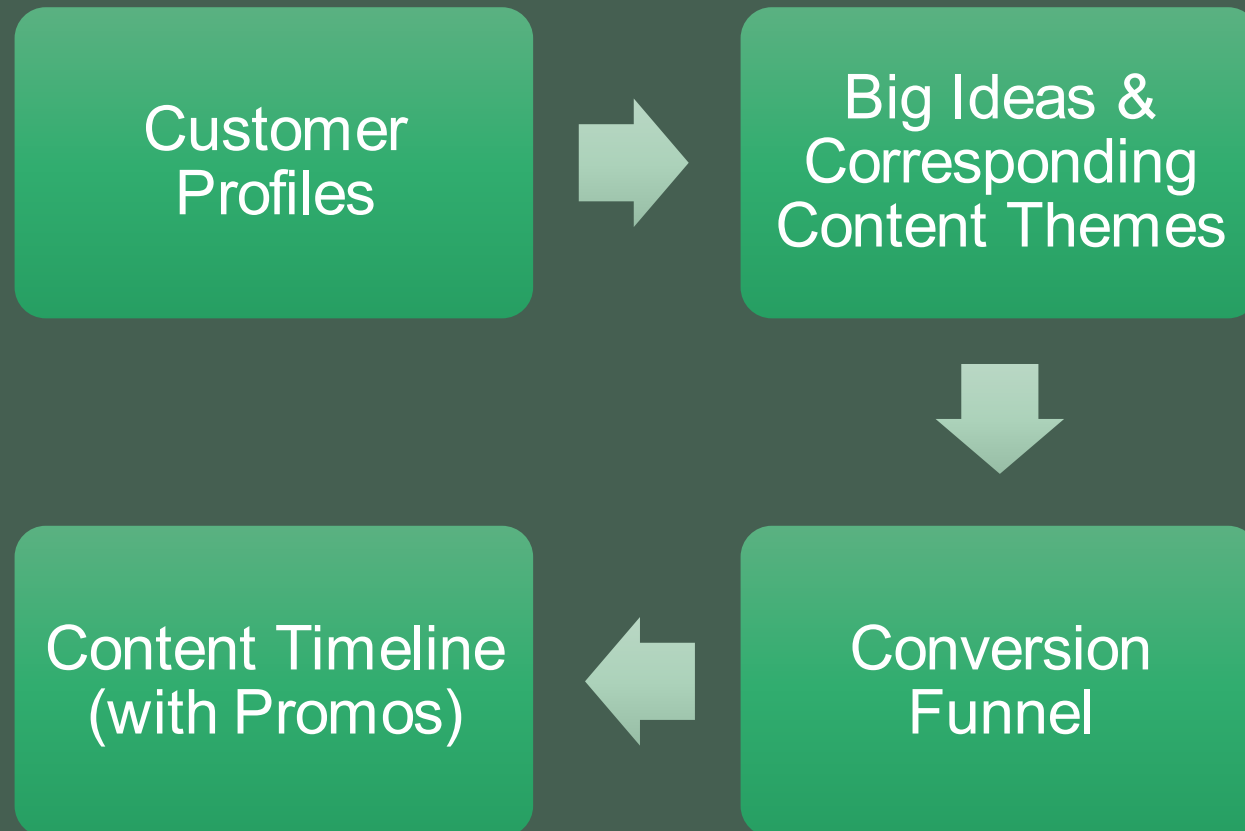 Customer
Profiles
Big Ideas &
Corresponding
Content Themes
Content Timeline
(with Promos)
Conversion
Funnel